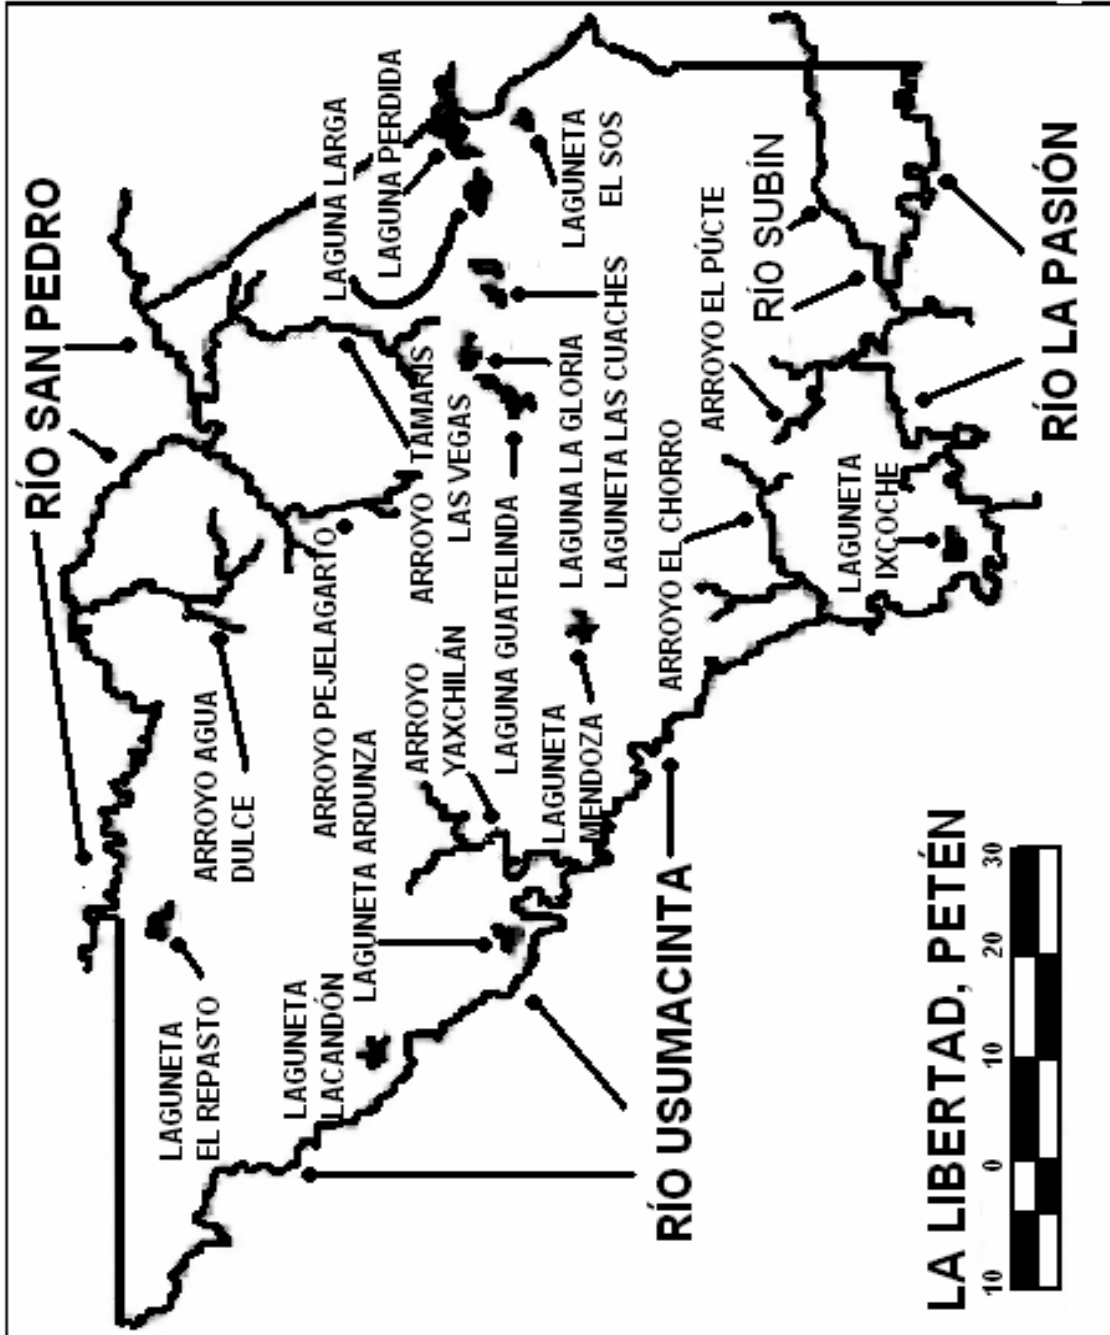 RÍO SAN PEDRO
LAGUNETA
EL REPASTO
ARROYO AGUA
DULCE
LAGUNETA
LACANDÓN
ARROYO PEJELAGARTO
LAGUNA LARGA
LAGUNETA ARDUNZA
LAGUNA PERDIDA
ARROYO
YAXCHILÁN
ARROYO TAMARIS
LAS VEGAS
LAGUNA GUATELINDA
LAGUNETA
MENDOZA
LAGUNA LA GLORIA
LAGUNETA
EL SOS
LAGUNETA LAS CUACHES
ARROYO EL CHORRO
RÍO USUMACINTA
ARROYO EL PÚCTE
RÍO SUBÍN
LAGUNETA
IXCOCHE
LA LIBERTAD, PETÉN
10 0 10 20 30
RÍO LA PASIÓN